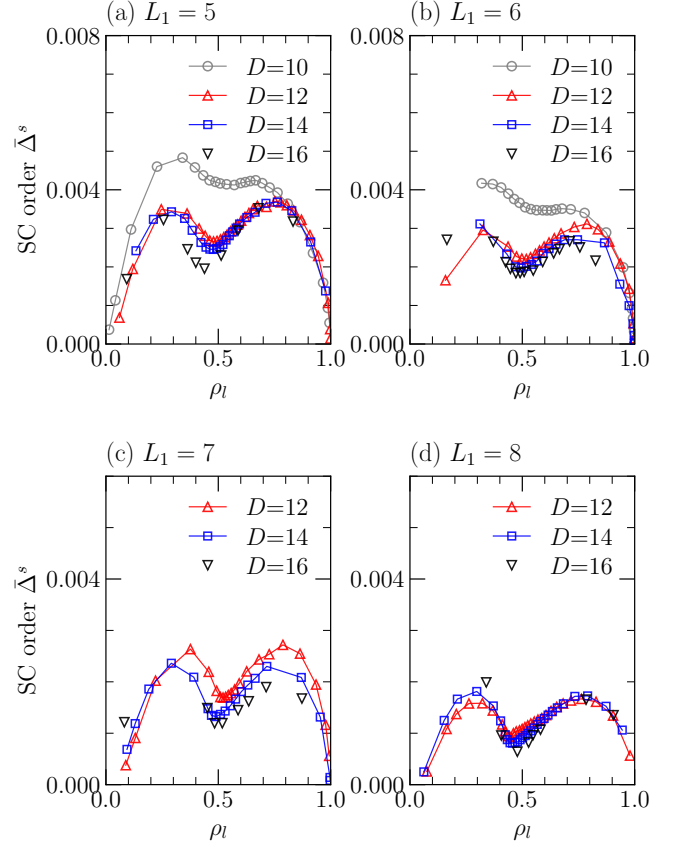 (a) L₁ = 5
SC order Δ̄ˢ
0.008
0.004
0.000
D=10
D=12
D=14
D=16
0.0
0.5
1.0
ρₗ
(b) L₁ = 6
0.008
0.004
0.000
D=10
D=12
D=14
D=16
0.0
0.5
1.0
ρₗ
(c) L₁ = 7
SC order Δ̄ˢ
0.004
0.000
D=12
D=14
D=16
0.0
0.5
1.0
ρₗ
(d) L₁ = 8
0.004
0.000
D=12
D=14
D=16
0.0
0.5
1.0
ρₗ